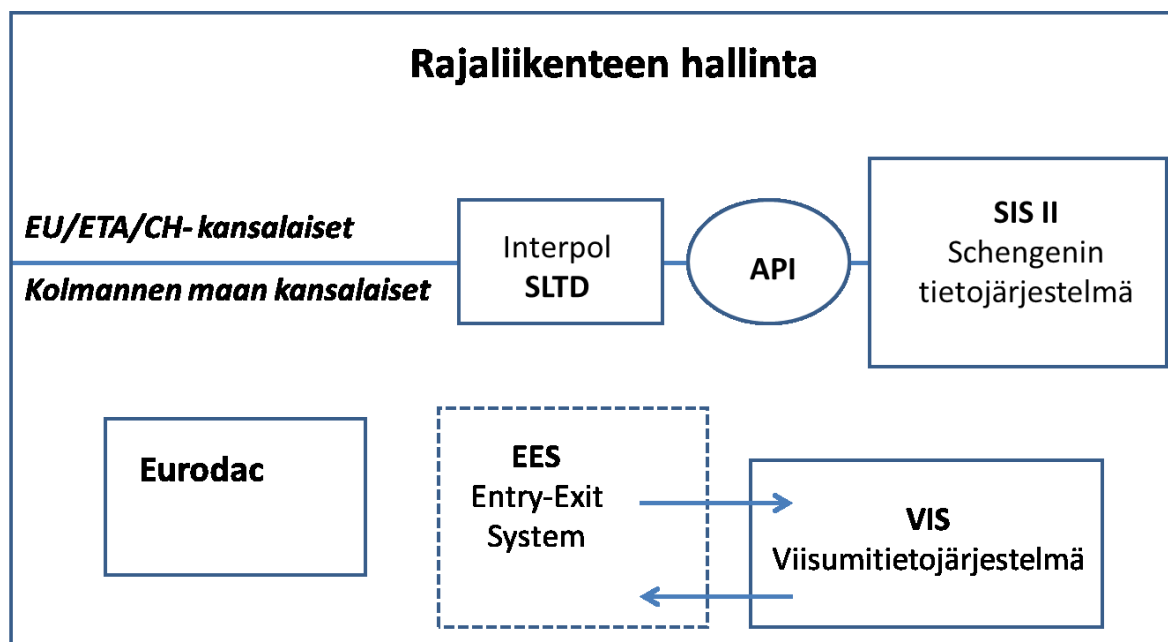 Rajaliikenteen hallinta
EU/ETA/CH- kansalaiset
Kolmannen maan kansalaiset
Interpol
SLTD
API
SIS II
Schengenin
tietojärjestelmä
Eurodac
EES
Entry-Exit
System
VIS
Viisumitietojärjestelmä